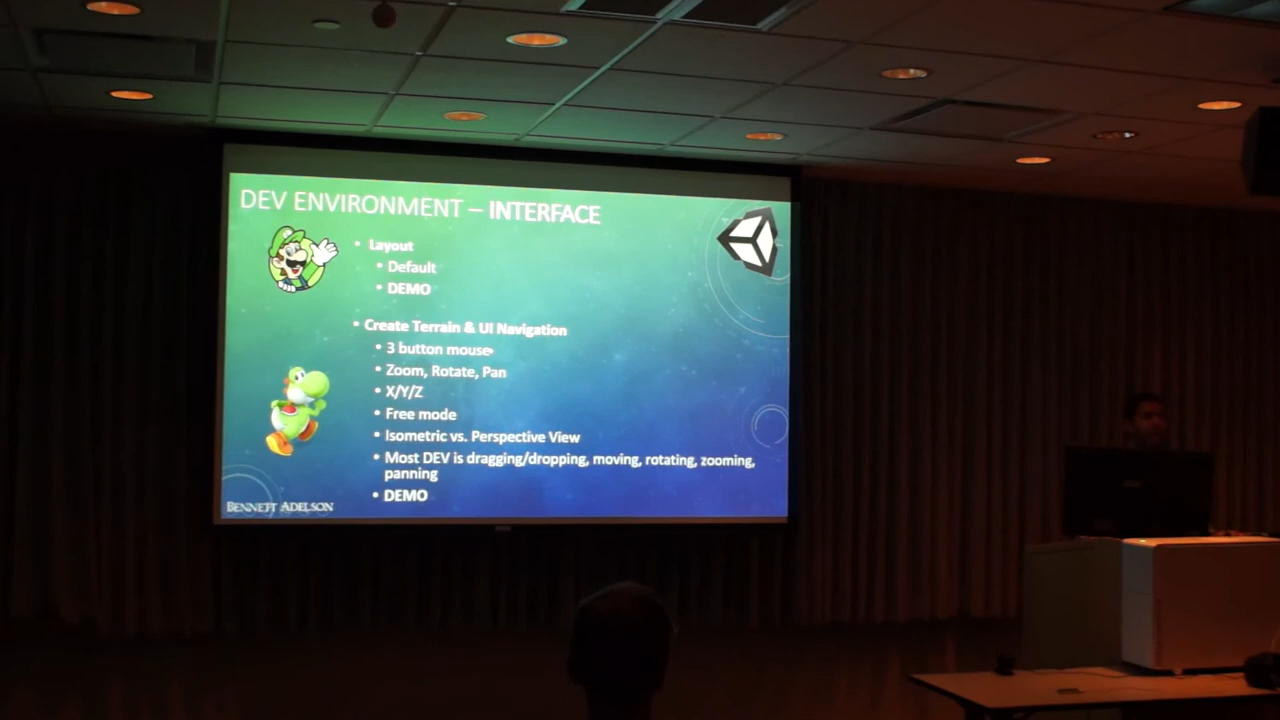 DEV ENVIRONMENT – INTERFACE
• Layout
• Default
• DEMO
• Create Terrain & UI Navigation
• 3 button mouse
• Zoom, Rotate, Pan
• X/Y/Z
• Free mode
• Isometric vs. Perspective View
• Most DEV is dragging/dropping, moving, rotating, zooming,
panning
• DEMO
BENNETT ADELSON